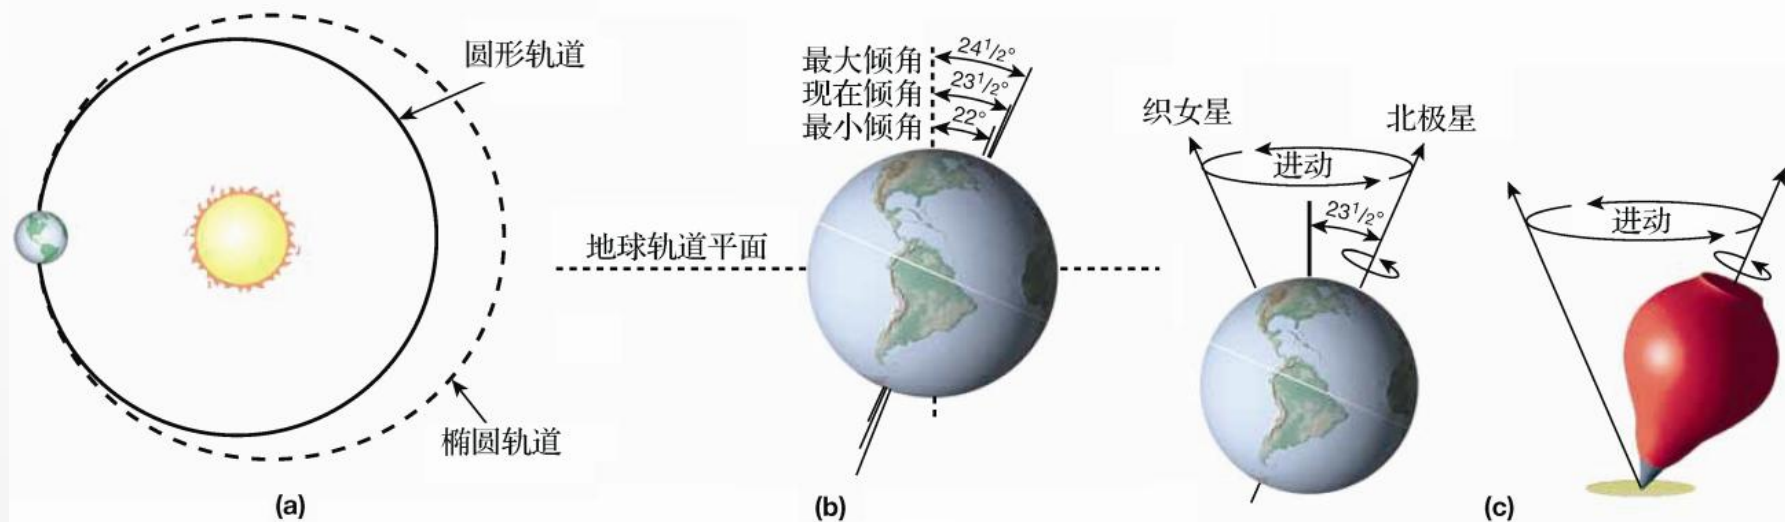 圆形轨道
椭圆轨道
(a)
最大倾角
24 1/2°
现在倾角
23 1/2°
最小倾角
22°
地球轨道平面
(b)
织女星
北极星
进动
23 1/2°
进动
(c)